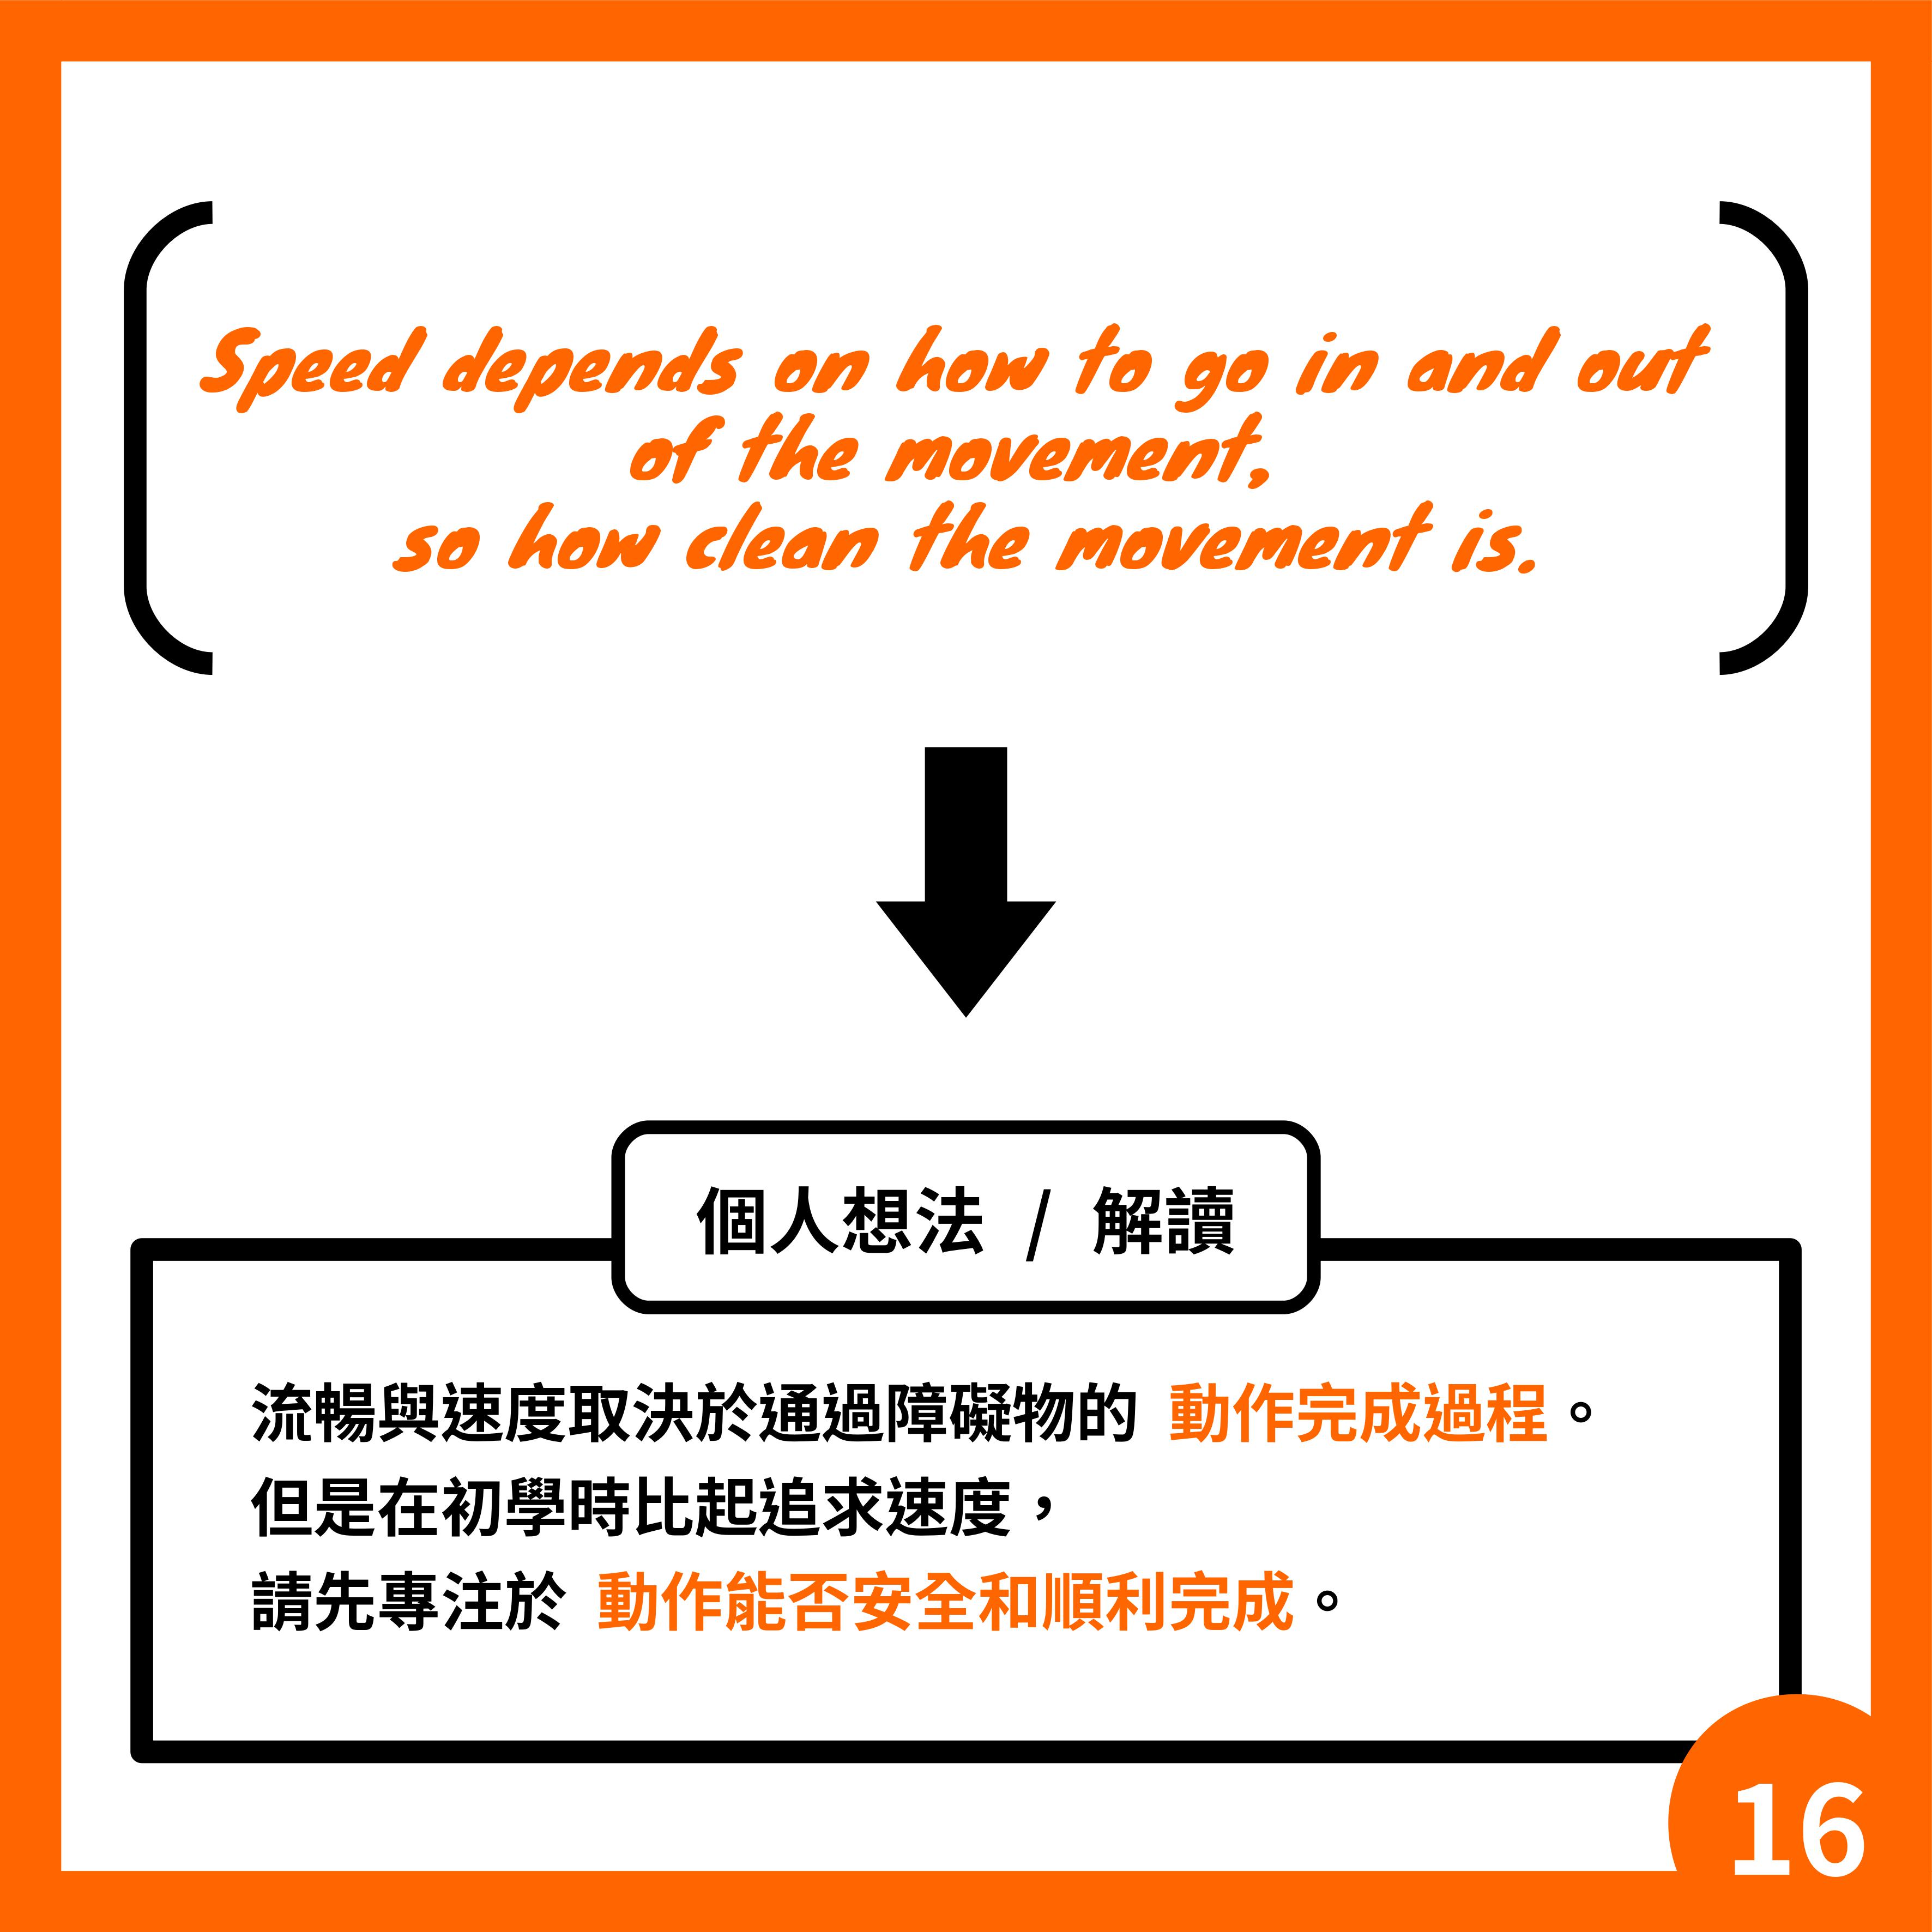 Speed depends on how to go in and out
of the movement,
so how clean the movement is.
個人想法 / 解讀
流暢與速度取決於通過障礙物的 動作完成過程。
但是在初學時比起追求速度，
請先專注於 動作能否安全和順利完成。
16